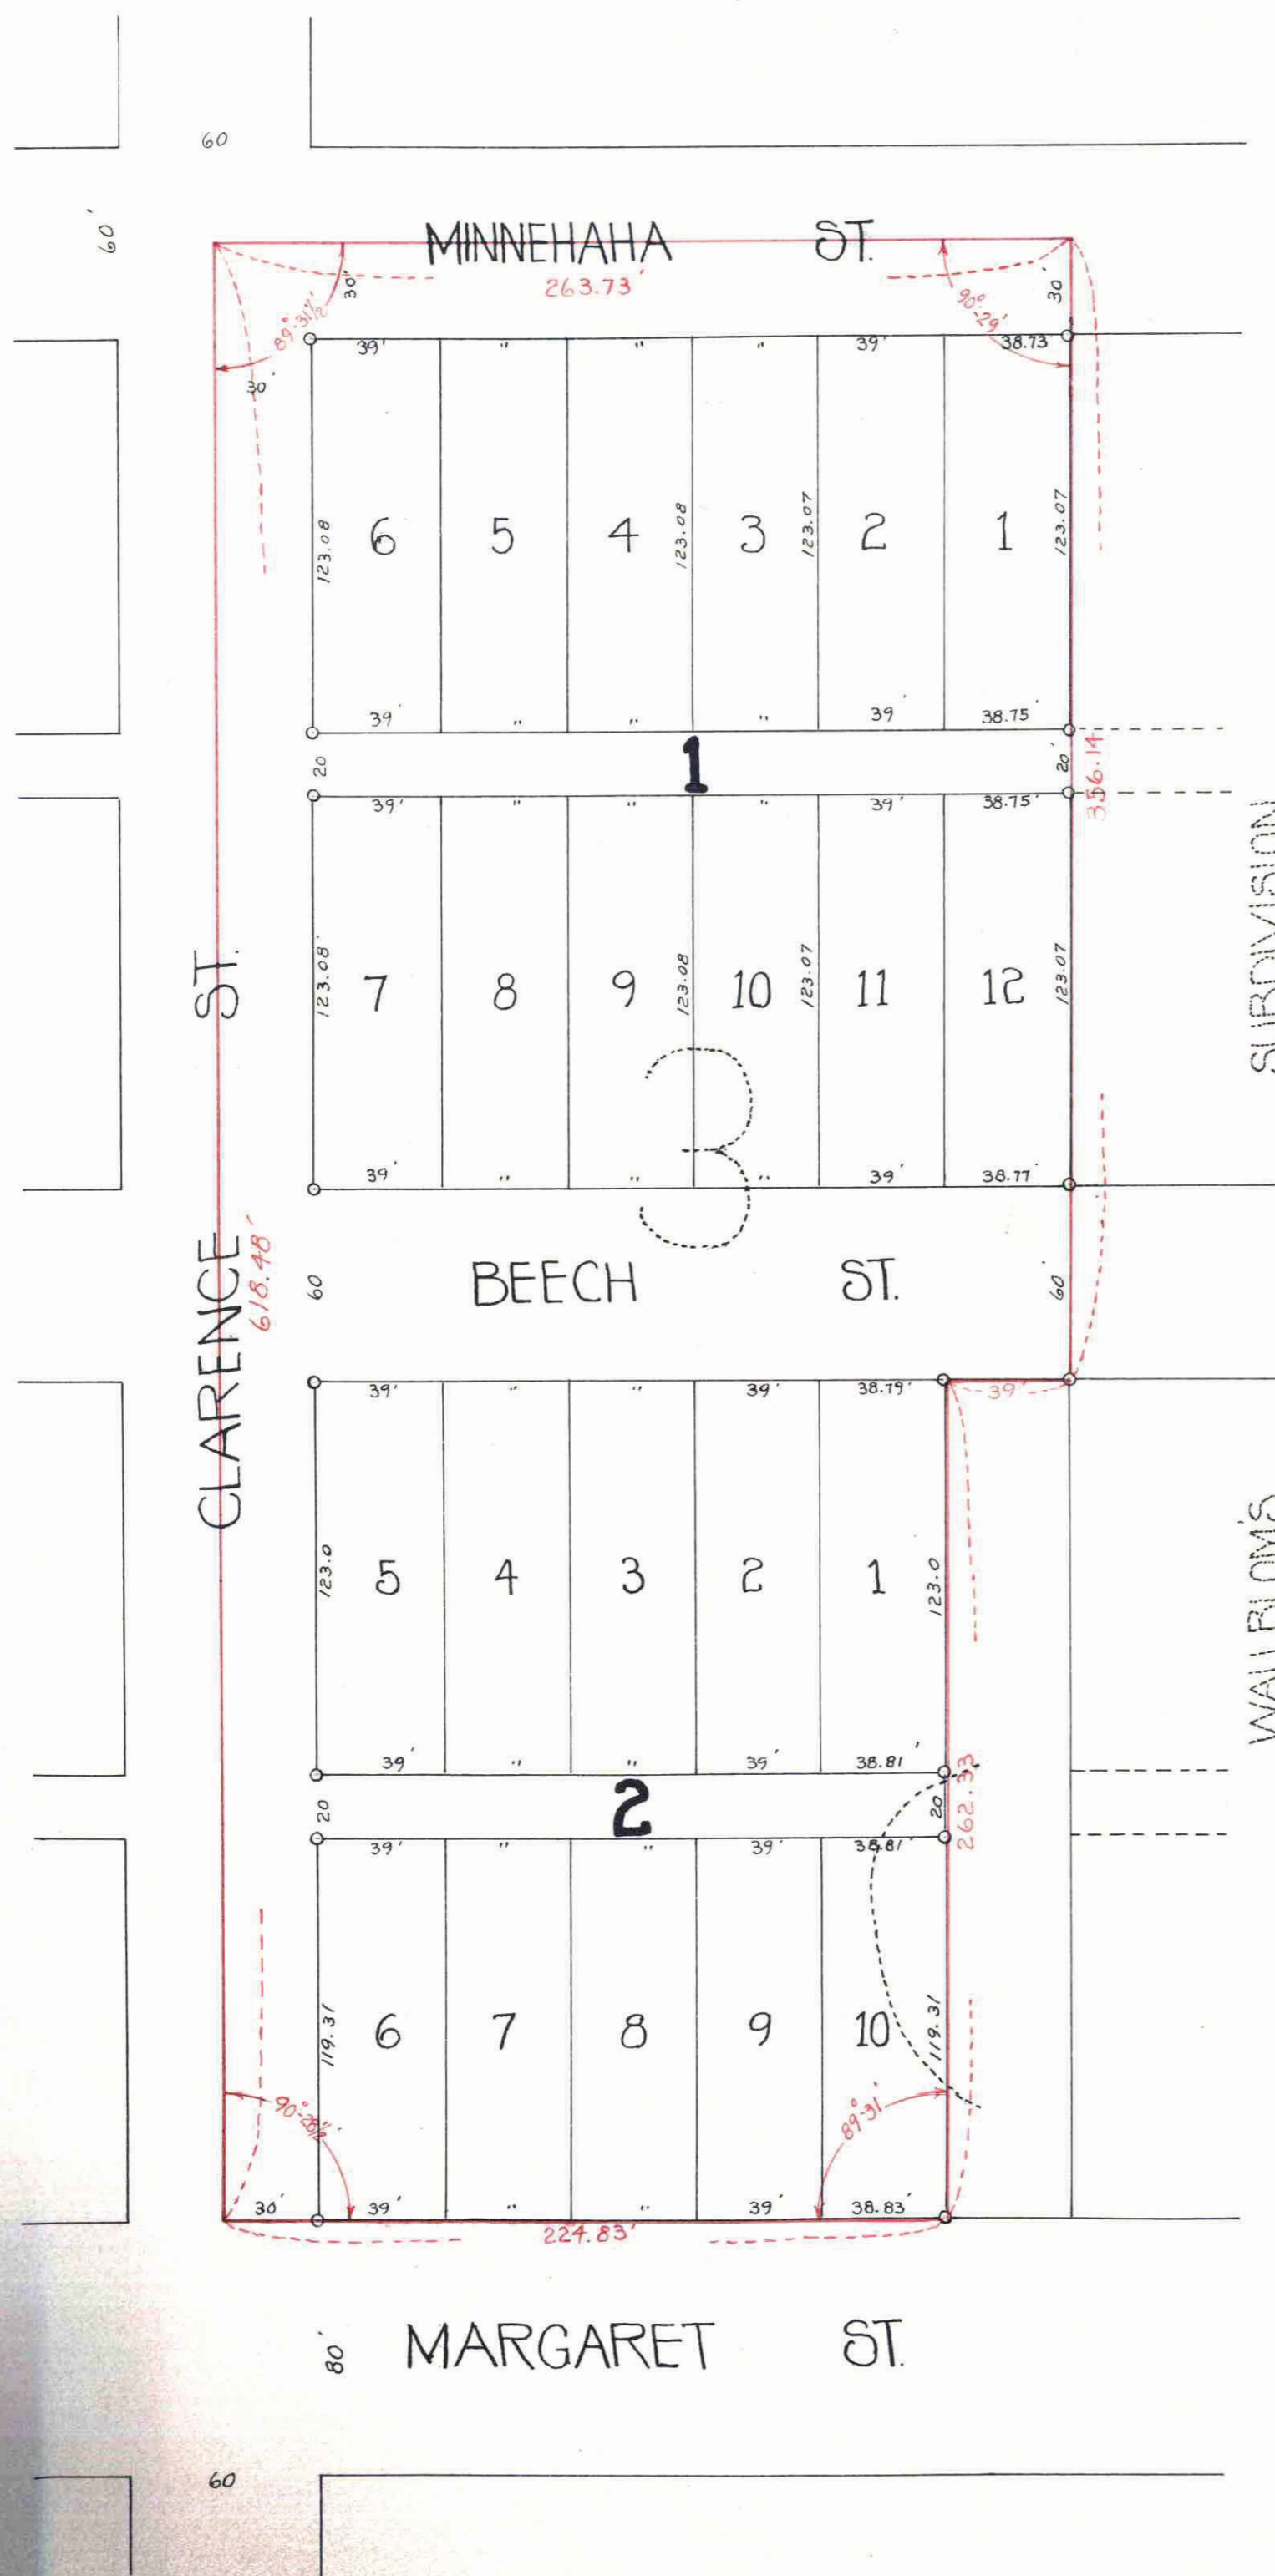 60
60'
MINNEHAHA ST.
263.73'
30' 30'
89°-31½' 90°-29'
39' " " " 39' 38.73'
30'
123.08 6 5 4 123.08 3 123.07 2 1 123.07
39' " " " 39' 38.75'
20 1 20' 356.14
39' " " " 39' 38.75'
SUBDIVISION
ST.
123.08' 7 8 9 123.08 10 123.07 11 12 123.07
3
39' " " " 39' 38.77'
CLARENCE
618.48'
60 BEECH ST. 60'
39' " " 39' 38.79' 39'
WALLBLOM'S
123.0 5 4 3 2 1 123.0
39' " " 39' 38.81'
20 2 20 262.33
39' " " 39' 38.81'
119.31 6 7 8 9 10 119.31
90°-28½' 89°-31'
30' 39' " " 39' 38.83'
224.83'
80' MARGARET ST.
60